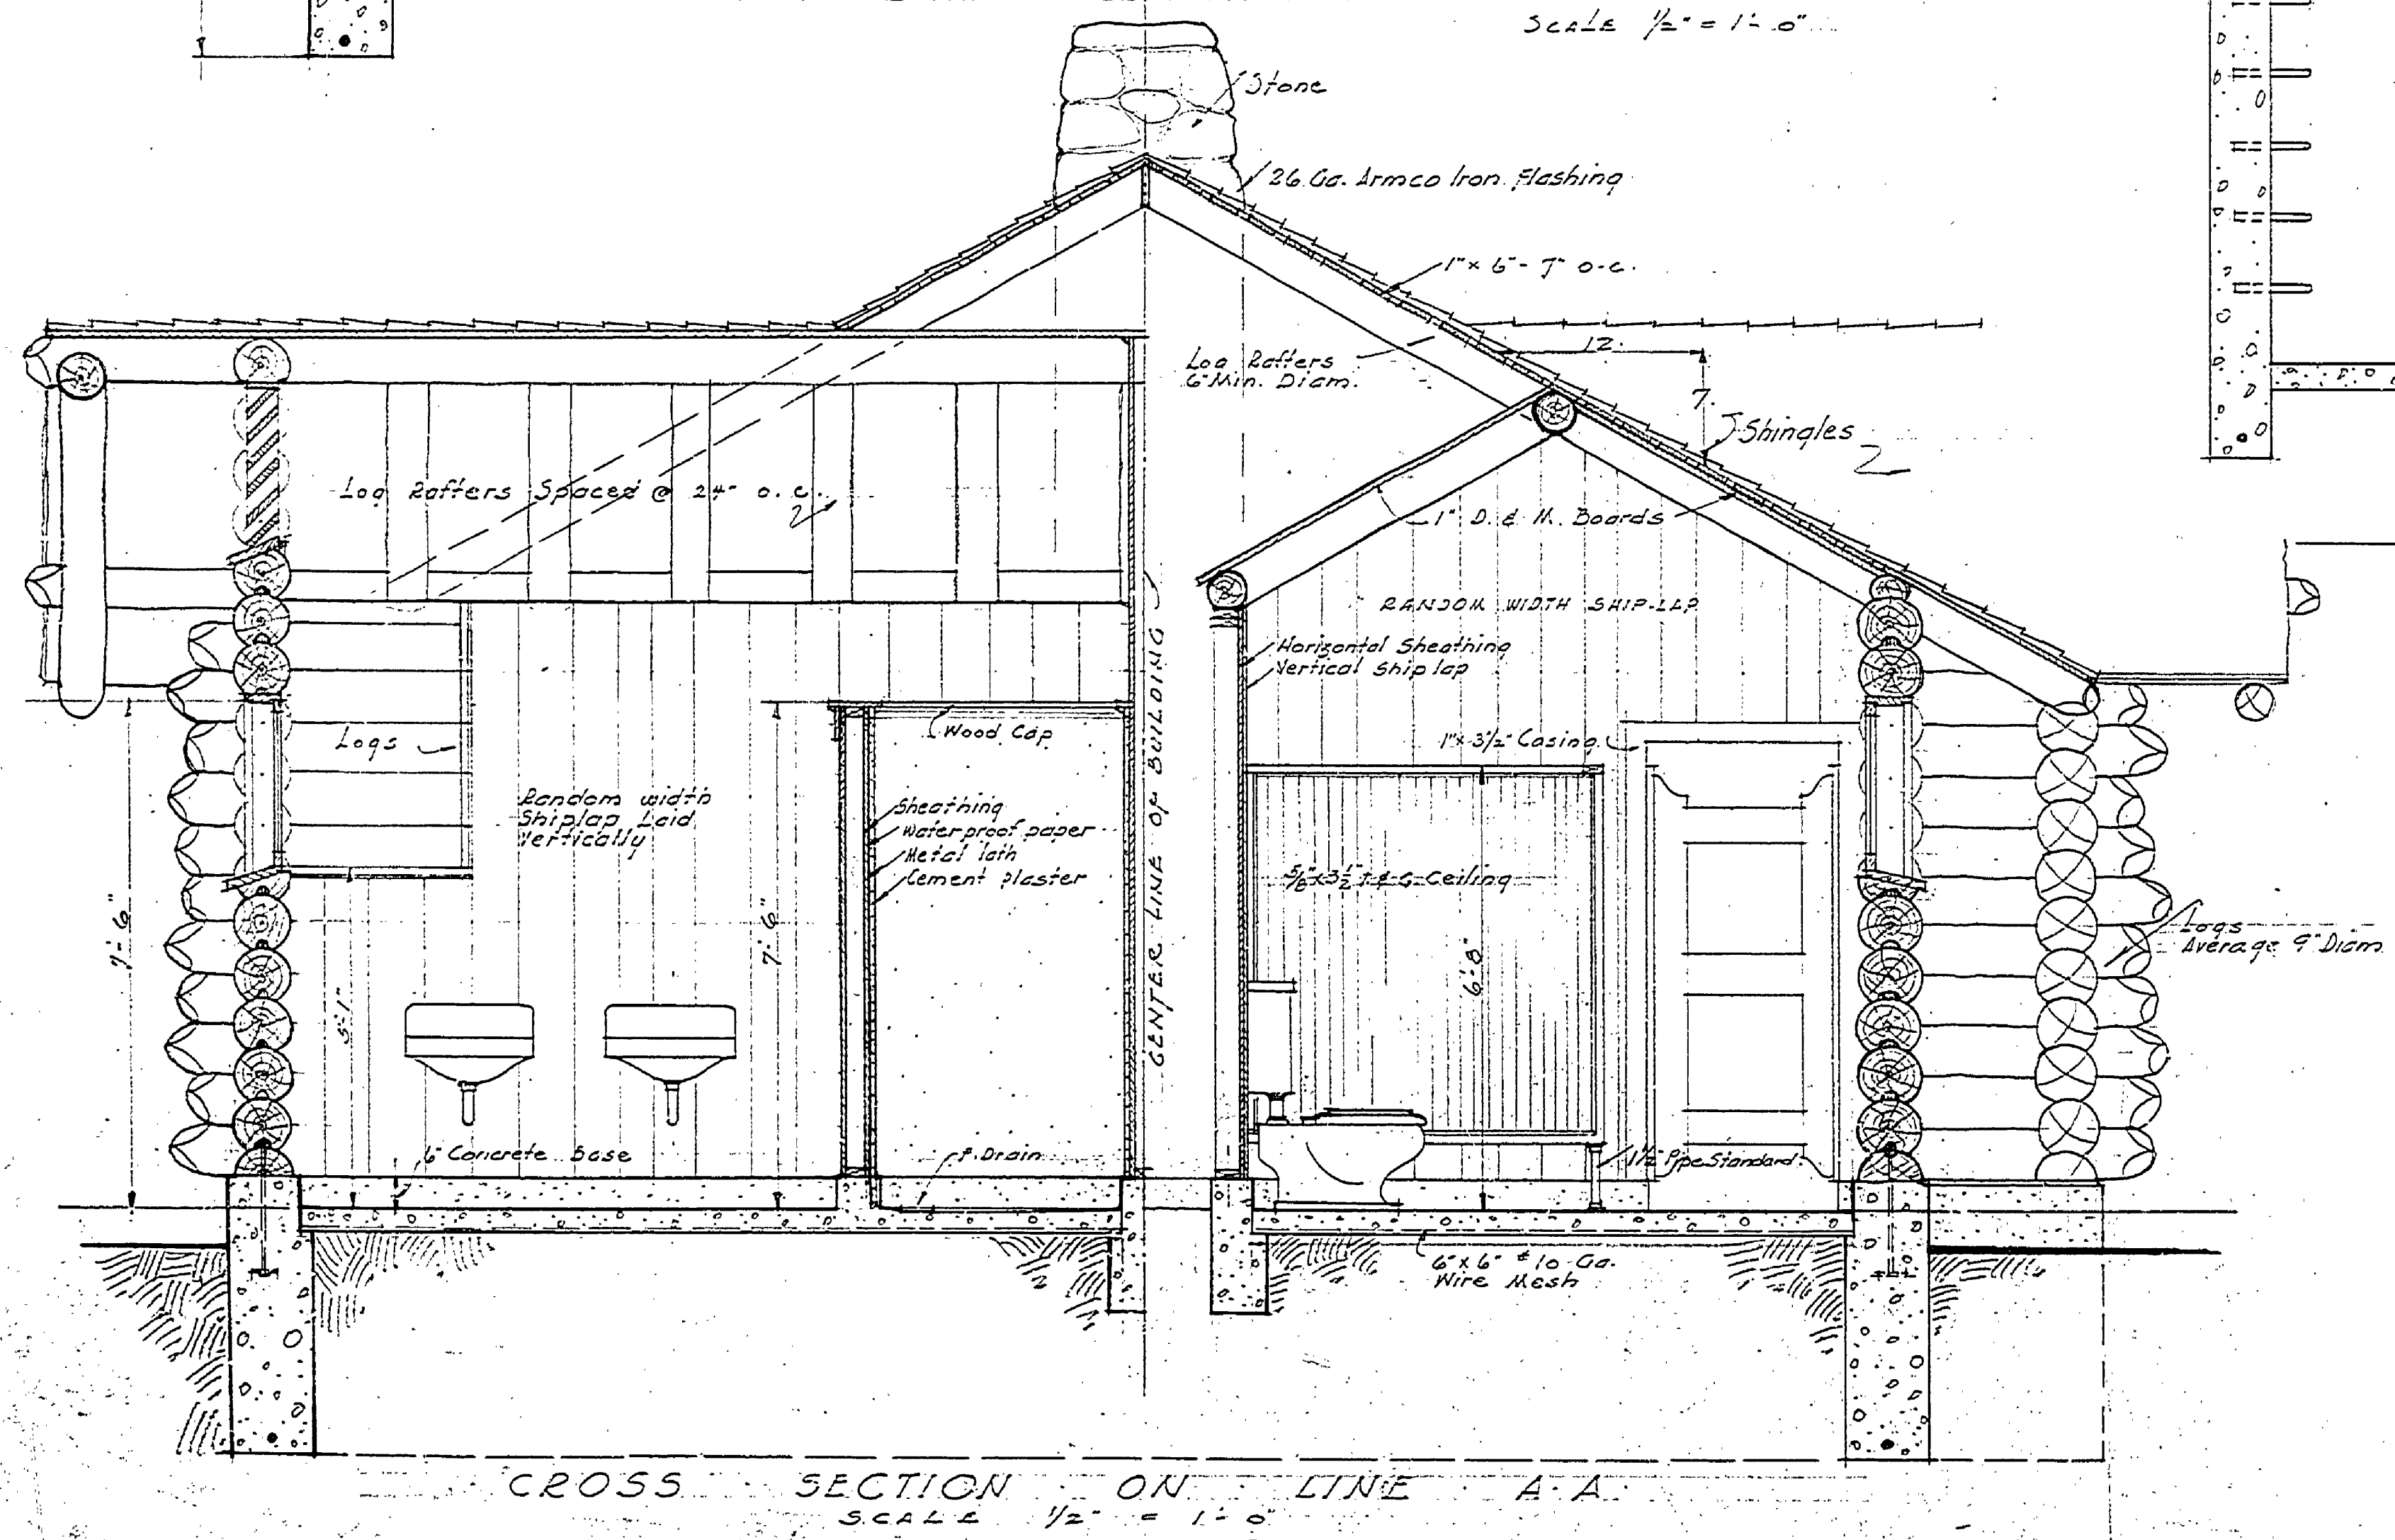 SCALE 1/2" = 1'-0"
Stone
26 Ga. Armco Iron Flashing
1" x 6" - 7" o.c.
12.
Log Rafters
6" Min. Diam.
7.
Shingles
2
Log Rafters Spaced @ 24" o.c.
2
1" D. & M. Boards
RANDOM WIDTH SHIP-LAP
Horizontal Sheathing
Vertical Ship lap
CENTER LINE OF BUILDING
Wood Cap
Logs
1" x 3 1/2" Casing
Random width
Shiplap Laid
Vertically
Sheathing
Waterproof paper
Metal lath
Cement plaster
5/8" x 3 1/2" T & G Ceiling
7'-6"
5'-1"
7'-6"
6'-8"
Logs
Average 9" Diam.
6" Concrete Base
F. Drain
1 1/2" Pipe Standard.
6" x 6" #10 Ga.
Wire Mesh
CROSS SECTION ON LINE A.A.
SCALE 1/2" = 1'-0"